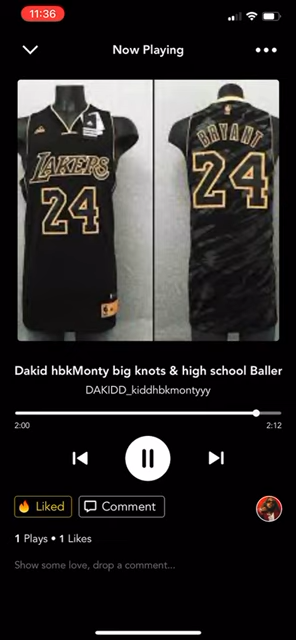 11:36
Now Playing
LAKERS
24
BRYANT
24
Dakid hbkMonty big knots & high school Baller
DAKIDD_kiddhbkmontyyy
2:00
2:12
Liked
Comment
1 Plays • 1 Likes
Show some love, drop a comment...